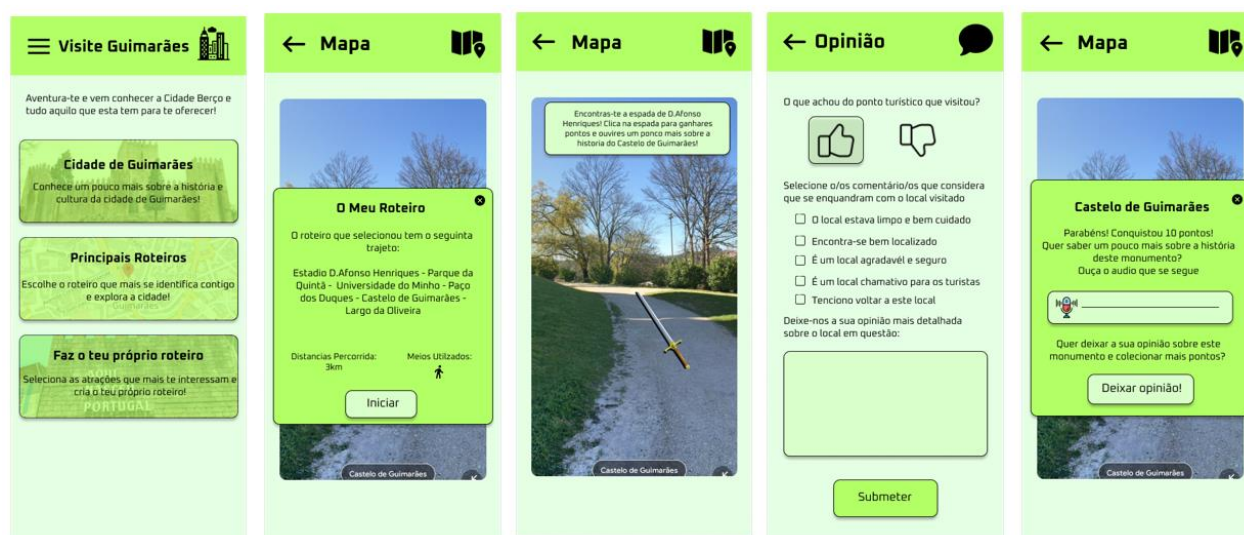 Visite Guimarães
Aventura-te e vem conhecer a Cidade Berço e
tudo aquilo que esta tem para te oferecer!
Cidade de Guimarães
Conhece um pouco mais sobre a história e
cultura da cidade de Guimarães!
Principais Roteiros
Escolhe o roteiro que mais se identifica contigo
e explora a cidade!
Guimarães
Faz o teu próprio roteiro
Seleciona as atrações que mais te interessam e
cria o teu próprio roteiro!
AQUI
PORTUGAL
Mapa
O Meu Roteiro
O roteiro que selecionou tem o seguinta
trajeto:
Estadio D.Afonso Henriques - Parque da
Quintã - Universidade do Minho - Paço
dos Duques - Castelo de Guimarães -
Largo da Oliveira
Distancias Percorrida:
3km
Meios Utilzados:
Iniciar
Castelo de Guimarães
Mapa
Encontras-te a espada de D.Afonso
Henriques! Clica na espada para ganhares
pontos e ouvires um ponco mais sobre a
historia do Castelo de Guimarães!
Castelo de Guimarães
Opinião
O que achou do ponto turístico que visitou?
Selecione o/os comentário/os que considera
que se enquandram com o local visitado
O local estava limpo e bem cuidado
Encontra-se bem localizado
É um local agradavél e seguro
É um local chamativo para os turistas
Tenciono voltar a este local
Deixe-nos a sua opinião mais detalhada
sobre o local em questão:
Submeter
Mapa
Castelo de Guimarães
Parabéns! Conquistou 10 pontos!
Quer saber um pouco mais sobre a história
deste monumento?
Ouça o audio que se segue
Quer deixar a sua opinião sobre este
monumento e colecionar mais pontos?
Deixar opinião!
Castelo de Guimarães